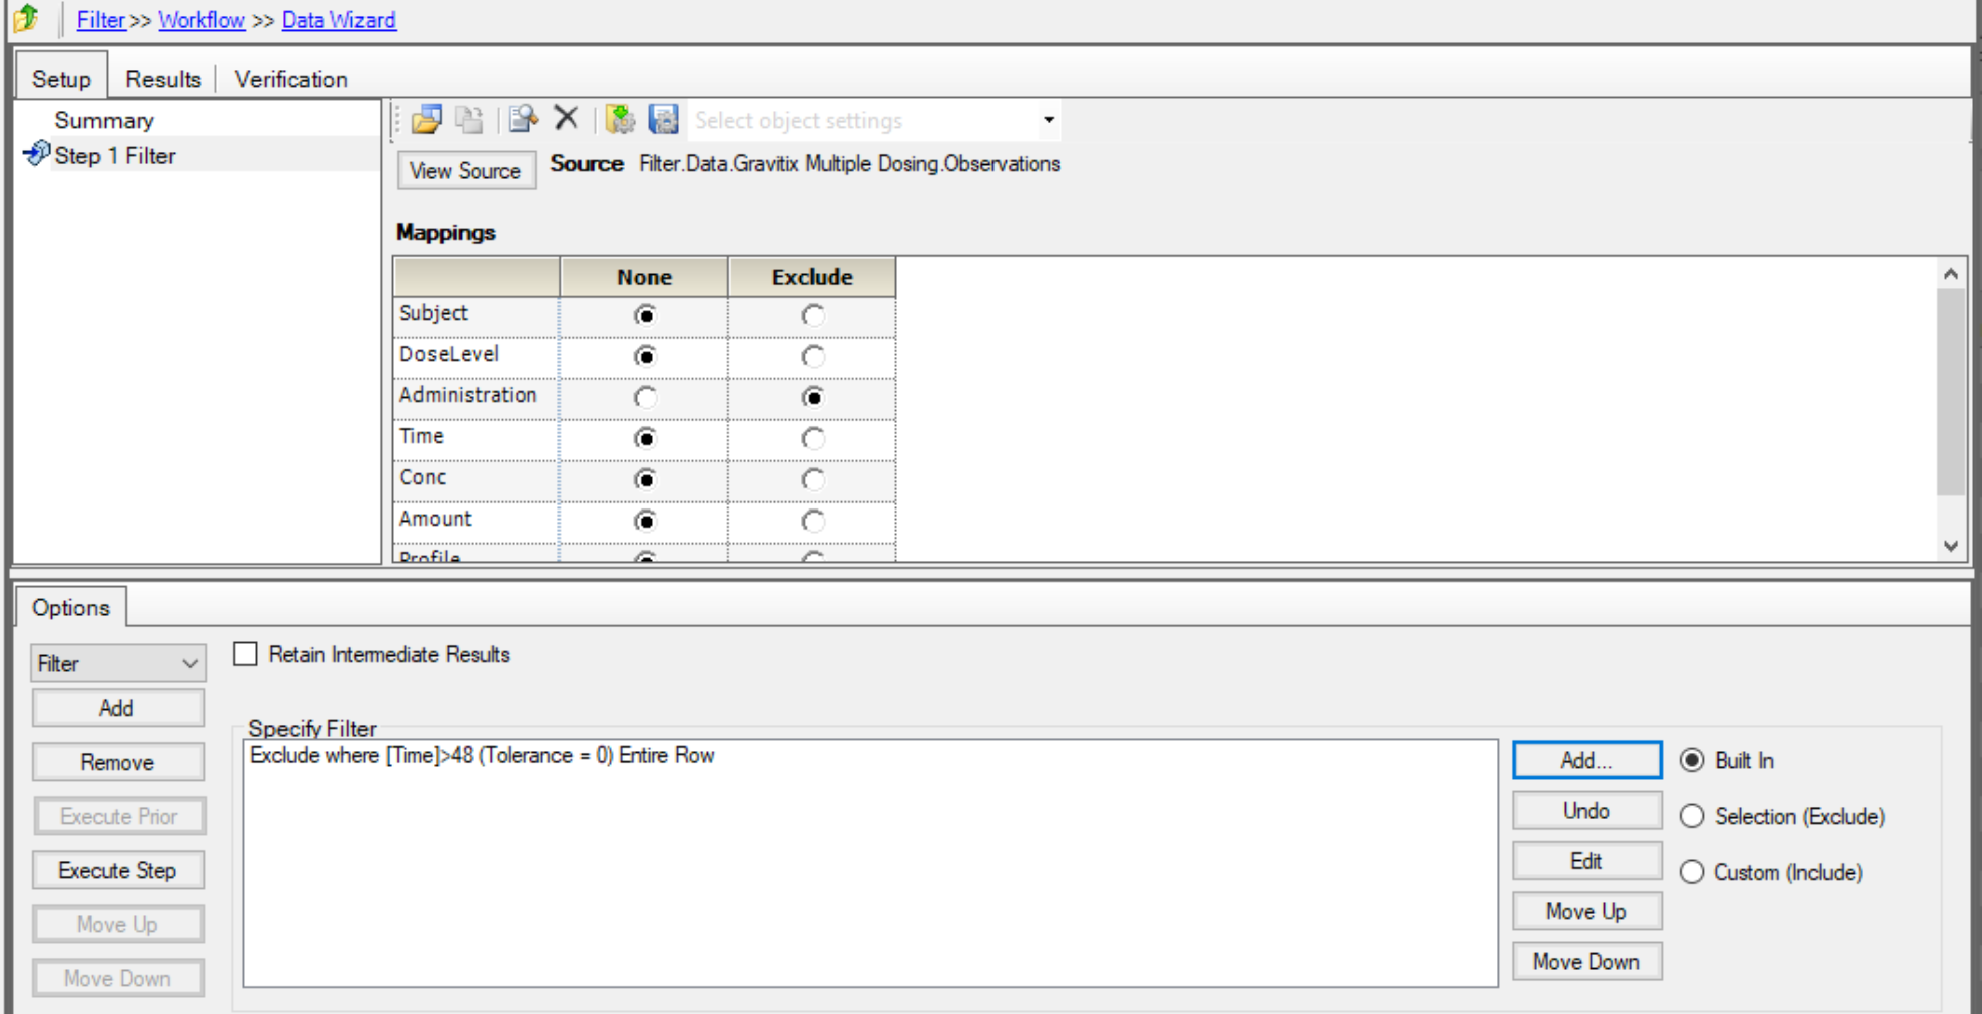 Filter >> Workflow >> Data Wizard
Setup Results Verification
Summary
Step 1 Filter
Select object settings
View Source Source Filter.Data.Gravitix Multiple Dosing.Observations
Mappings
None Exclude
Subject
DoseLevel
Administration
Time
Conc
Amount
Profile
Options
Filter
Retain Intermediate Results
Add
Remove
Execute Prior
Execute Step
Move Up
Move Down
Specify Filter
Exclude where [Time]>48 (Tolerance = 0) Entire Row
Add...
Undo
Edit
Move Up
Move Down
Built In
Selection (Exclude)
Custom (Include)